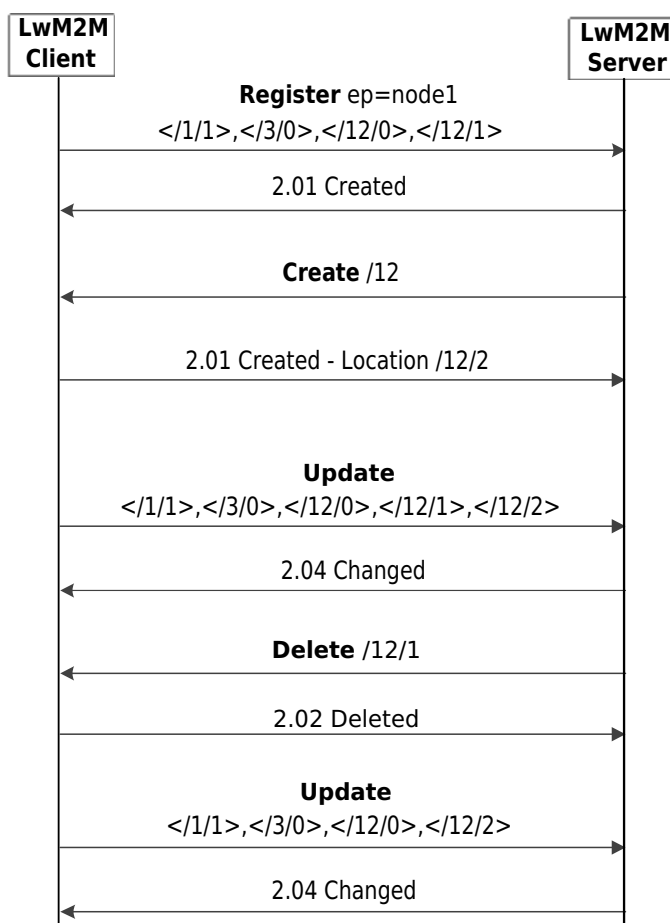 LwM2M
Client
LwM2M
Server
Register ep=node1
</1/1>,</3/0>,</12/0>,</12/1>
2.01 Created
Create /12
2.01 Created - Location /12/2
Update
</1/1>,</3/0>,</12/0>,</12/1>,</12/2>
2.04 Changed
Delete /12/1
2.02 Deleted
Update
</1/1>,</3/0>,</12/0>,</12/2>
2.04 Changed